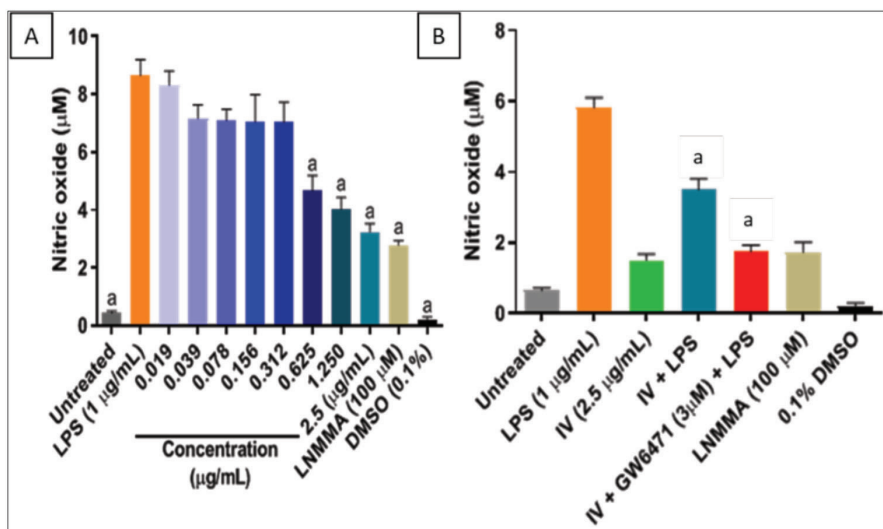 A
Nitric oxide (μM)
10
8
6
4
2
0
a
a
a
a
a
a
Untreated
LPS (1 μg/mL)
0.019
0.039
0.078
0.156
0.312
0.625
1.250
2.5 (μg/mL)
LNMMA (100 μM)
DMSO (0.1%)
Concentration
(μg/mL)
B
Nitric oxide (μM)
8
6
4
2
0
a
a
Untreated
LPS (1 μg/mL)
IV (2.5 μg/mL)
IV + LPS
IV + GW6471 (3μM) + LPS
LNMMA (100 μM)
0.1% DMSO